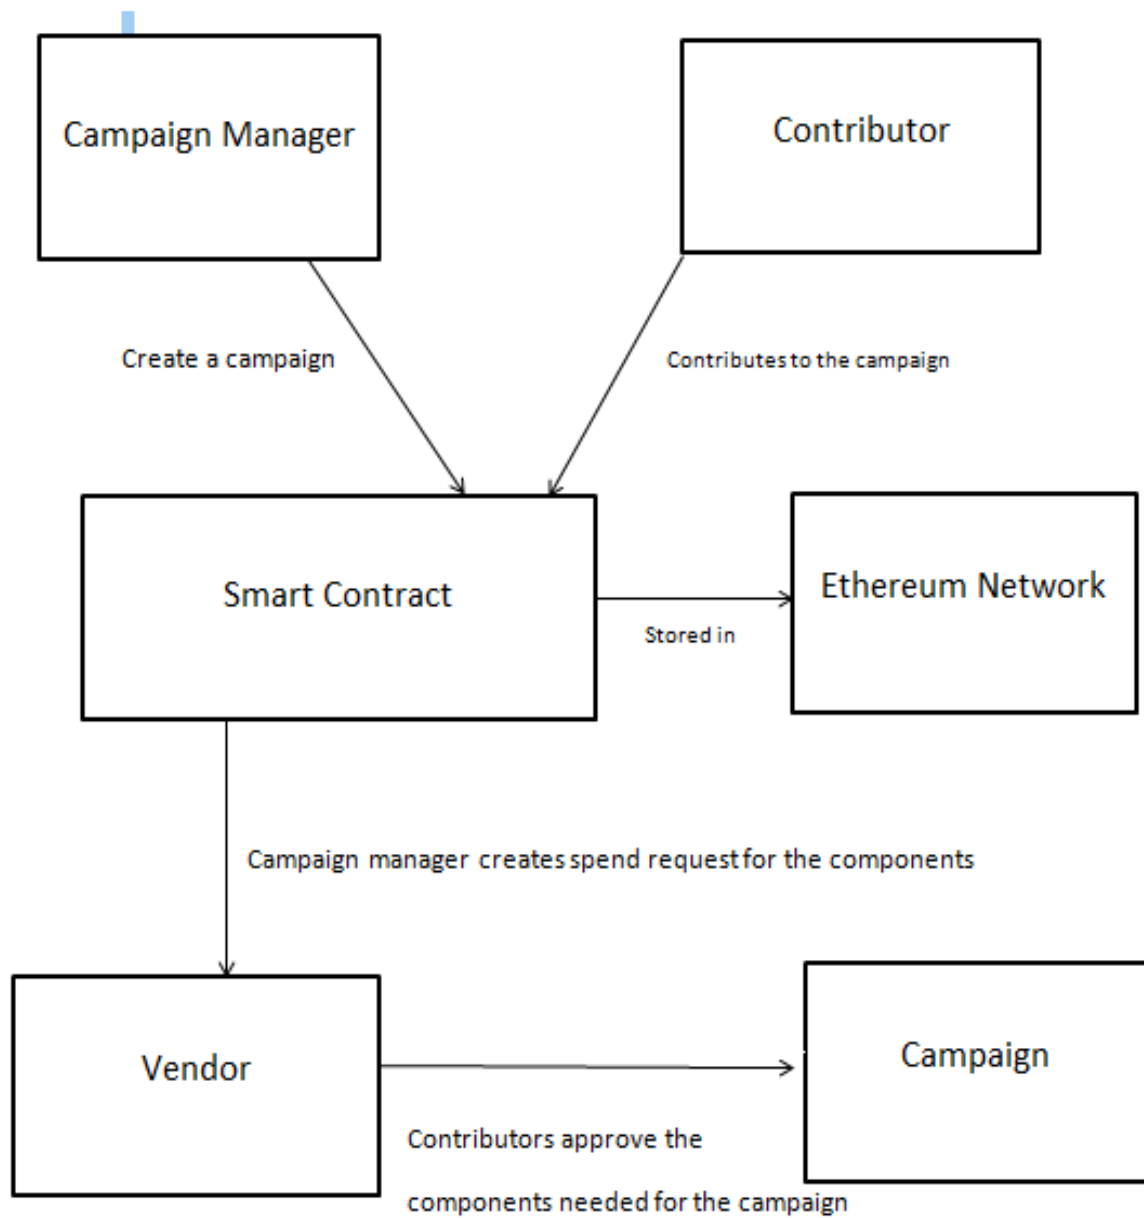 Campaign Manager
Contributor
Create a campaign
Contributes to the campaign
Smart Contract
Ethereum Network
Stored in
Campaign manager creates spend request for the components
Vendor
Campaign
Contributors approve the
components needed for the campaign